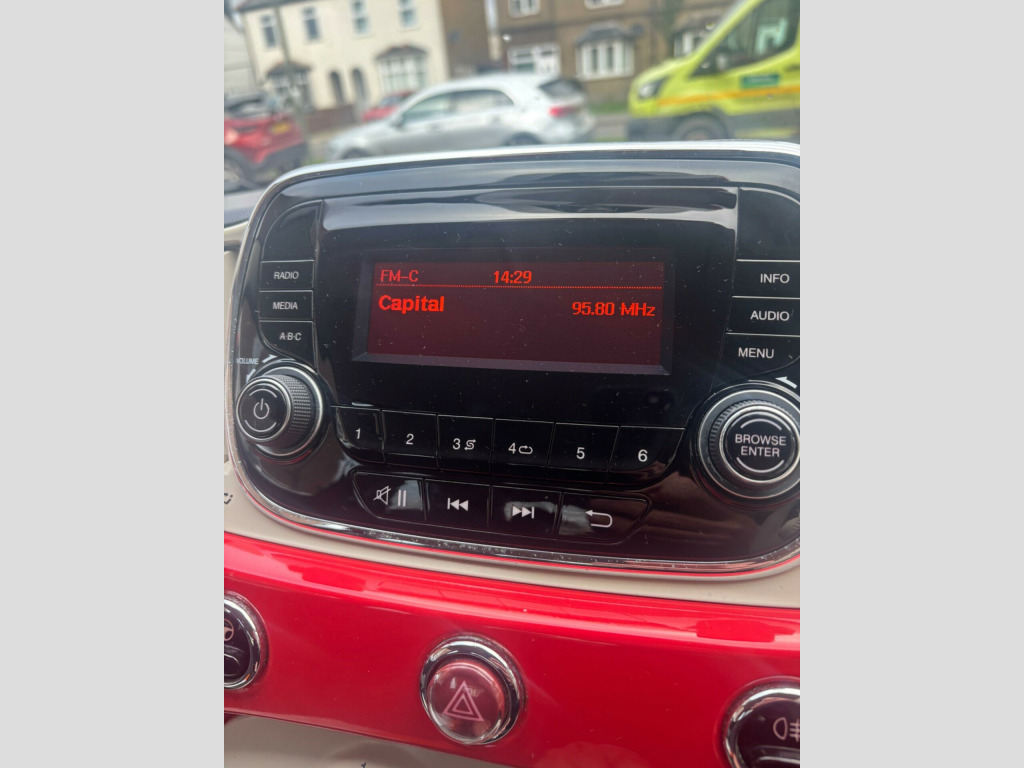 FM-C 14:29
Capital 95.80 MHz
RADIO
MEDIA
A-B-C
VOLUME
INFO
AUDIO
MENU
BROWSE
ENTER
1 2 3 4 5 6